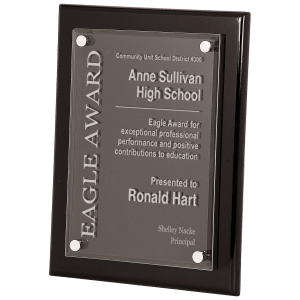 EAGLE AWARD
Community Unit School District #300
Anne Sullivan
High School
Eagle Award for
exceptional professional
performance and positive
contributions to education
Presented to
Ronald Hart
Shelley Nacke
Principal